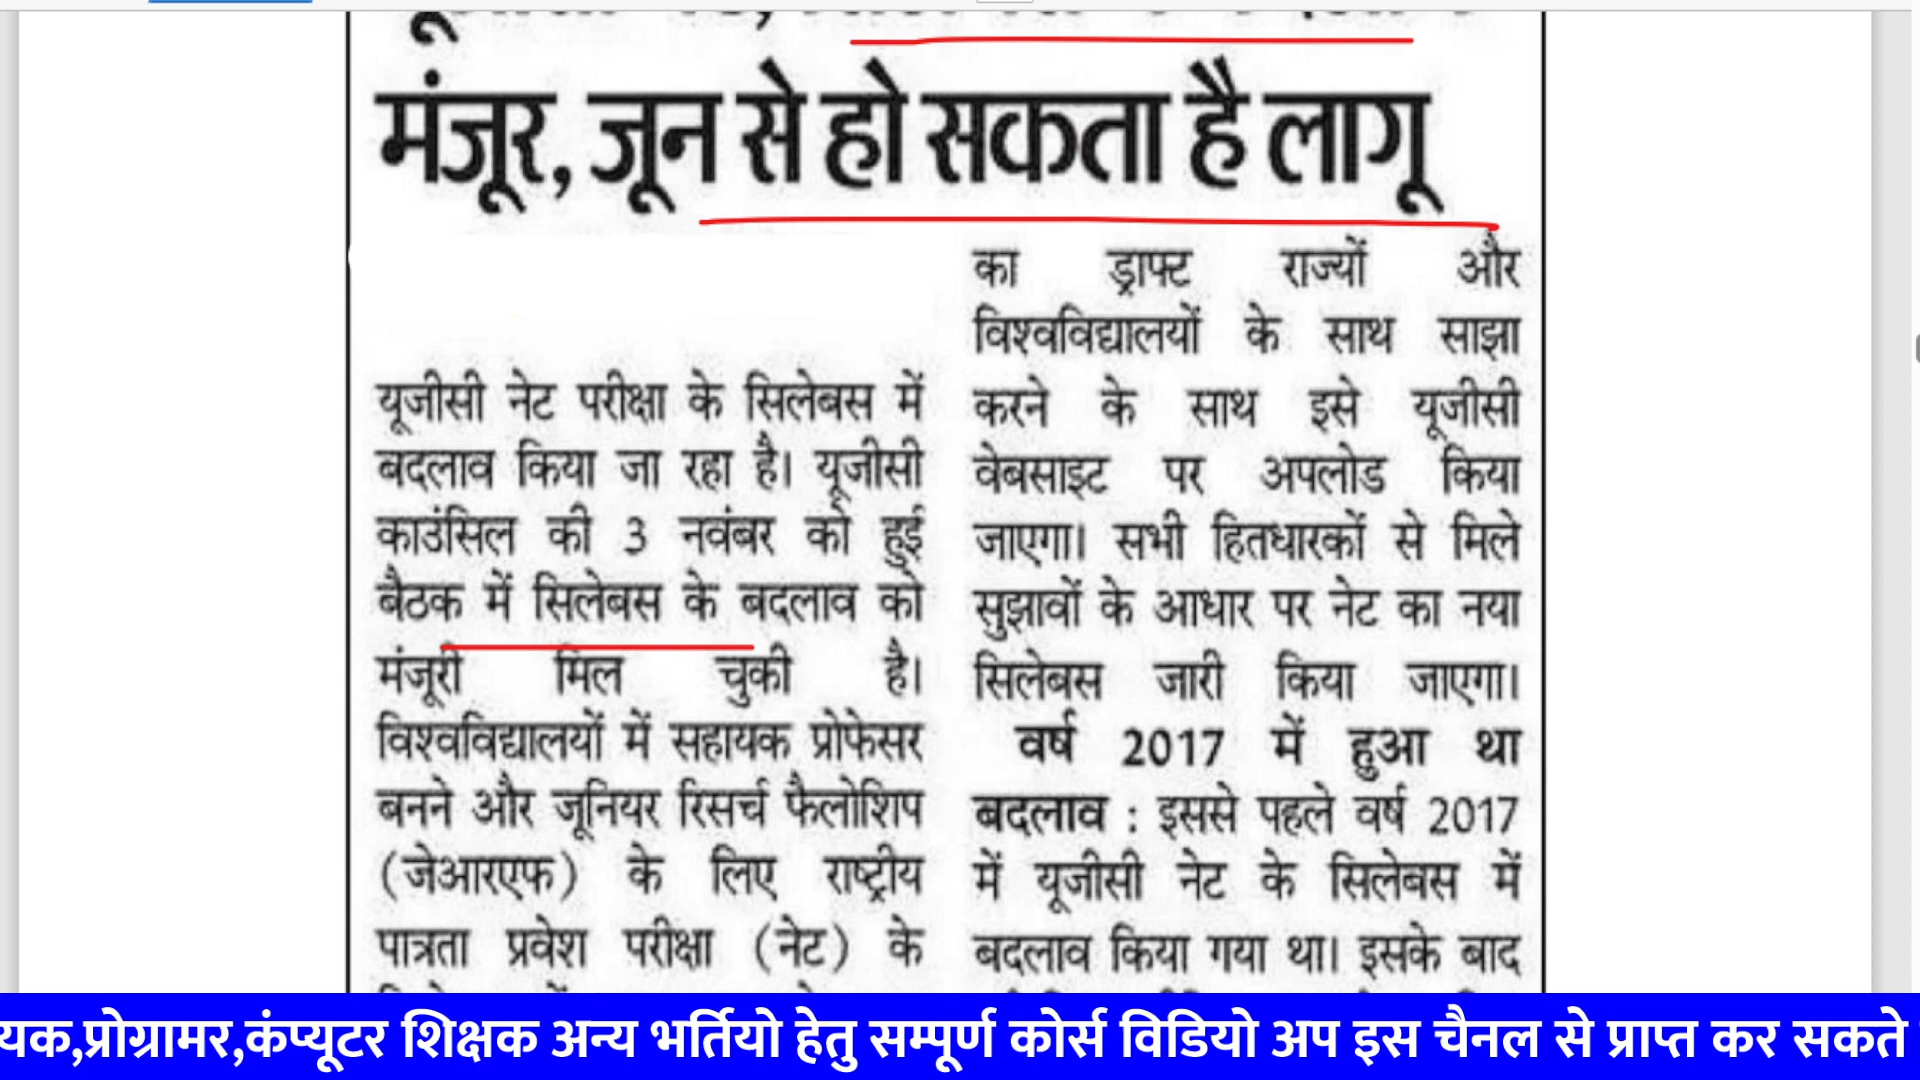 मंजूर, जून से हो सकता है लागू
यूजीसी नेट परीक्षा के सिलेबस में
बदलाव किया जा रहा है। यूजीसी
काउंसिल की 3 नवंबर को हुई
बैठक में सिलेबस के बदलाव को
मंजूरी मिल चुकी है।
विश्वविद्यालयों में सहायक प्रोफेसर
बनने और जूनियर रिसर्च फैलोशिप
(जेआरएफ) के लिए राष्ट्रीय
पात्रता प्रवेश परीक्षा (नेट) के
का ड्राफ्ट राज्यों और
विश्वविद्यालयों के साथ साझा
करने के साथ इसे यूजीसी
वेबसाइट पर अपलोड किया
जाएगा। सभी हितधारकों से मिले
सुझावों के आधार पर नेट का नया
सिलेबस जारी किया जाएगा।
वर्ष 2017 में हुआ था
बदलाव : इससे पहले वर्ष 2017
में यूजीसी नेट के सिलेबस में
बदलाव किया गया था। इसके बाद
यक,प्रोग्रामर,कंप्यूटर शिक्षक अन्य भर्तियो हेतु सम्पूर्ण कोर्स विडियो अप इस चैनल से प्राप्त कर सकते